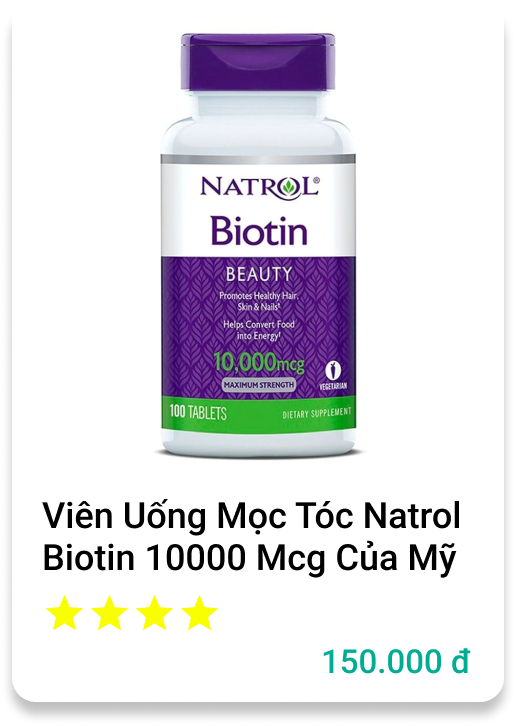 NATROL®
Biotin
BEAUTY
Promotes Healthy Hair,
Skin & Nails†
Helps Convert Food
into Energy†
10,000mcg
MAXIMUM STRENGTH
VEGETARIAN
100 TABLETS
DIETARY SUPPLEMENT
Viên Uống Mọc Tóc Natrol
Biotin 10000 Mcg Của Mỹ
150.000 đ